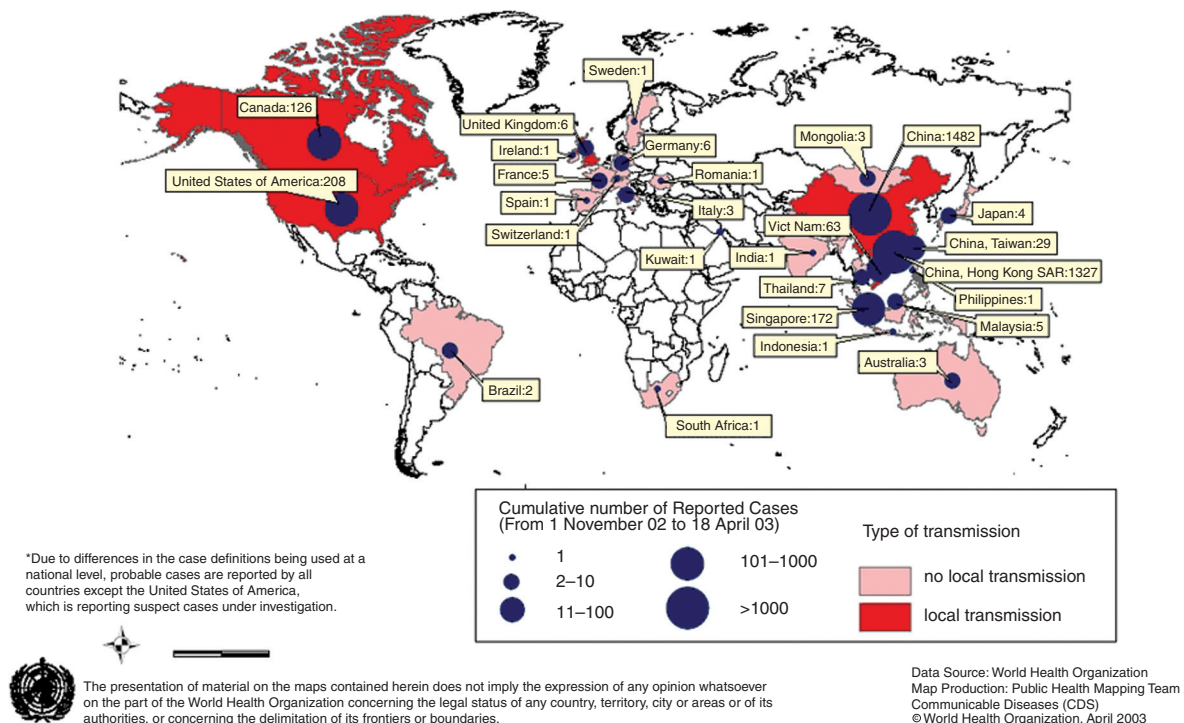 Sweden:1
Canada:126
United Kingdom:6
Mongolia:3
China:1482
Ireland:1
Germany:6
United States of America:208
France:5
Romania:1
Spain:1
Italy:3
Japan:4
Switzerland:1
Vict Nam:63
China, Taiwan:29
Kuwait:1
India:1
China, Hong Kong SAR:1327
Thailand:7
Philippines:1
Singapore:172
Malaysia:5
Indonesia:1
Australia:3
Brazil:2
South Africa:1
Cumulative number of Reported Cases
(From 1 November 02 to 18 April 03)
1
2–10
11–100
101–1000
>1000
Type of transmission
no local transmission
local transmission
*Due to differences in the case definitions being used at a
national level, probable cases are reported by all
countries except the United States of America,
which is reporting suspect cases under investigation.
The presentation of material on the maps contained herein does not imply the expression of any opinion whatsoever
on the part of the World Health Organization concerning the legal status of any country, territory, city or areas or of its
authorities, or concerning the delimitation of its frontiers or boundaries.
Data Source: World Health Organization
Map Production: Public Health Mapping Team
Communicable Diseases (CDS)
© World Health Organization, April 2003